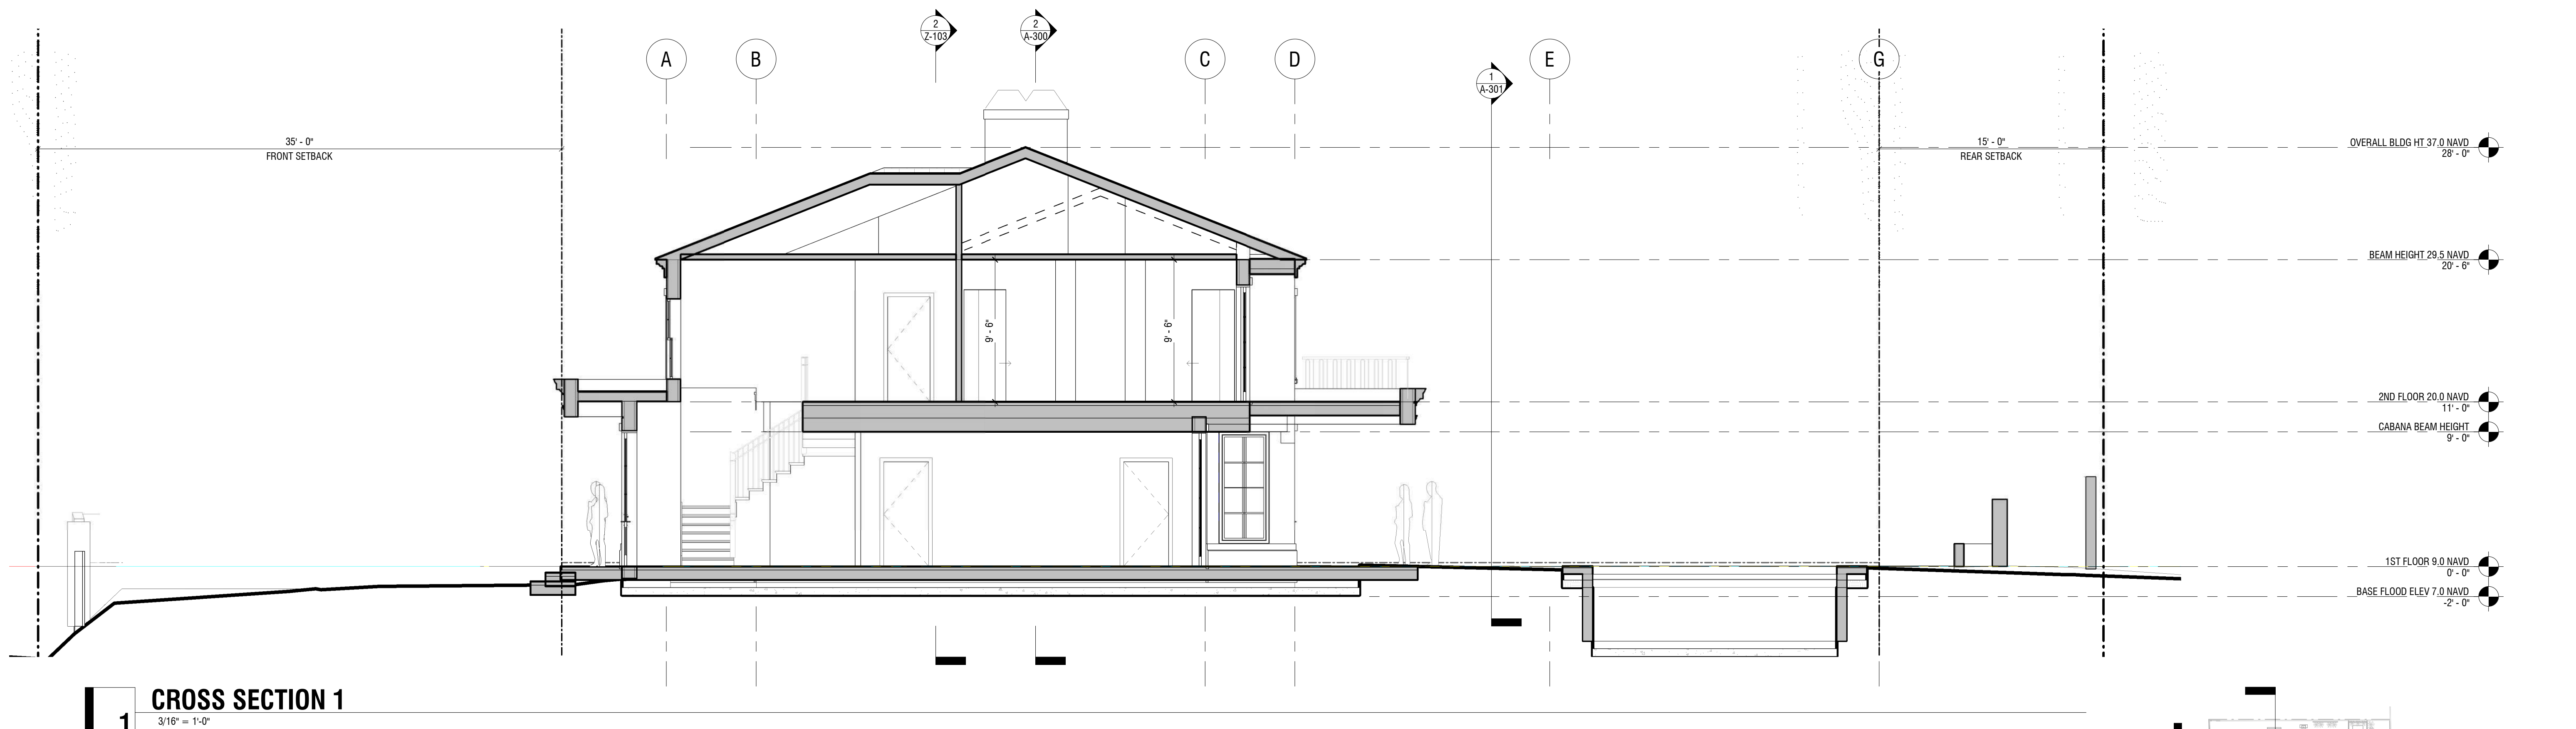 2
Z-103
2
A-300
A
B
C
D
E
G
1
A-301
35' - 0"
FRONT SETBACK
15' - 0"
REAR SETBACK
OVERALL BLDG HT 37.0 NAVD
28' - 0"
BEAM HEIGHT 29.5 NAVD
20' - 6"
9' - 6"
9' - 6"
2ND FLOOR 20.0 NAVD
11' - 0"
CABANA BEAM HEIGHT
9' - 0"
1ST FLOOR 9.0 NAVD
0' - 0"
BASE FLOOD ELEV 7.0 NAVD
-2' - 0"
CROSS SECTION 1
1
3/16" = 1'-0"